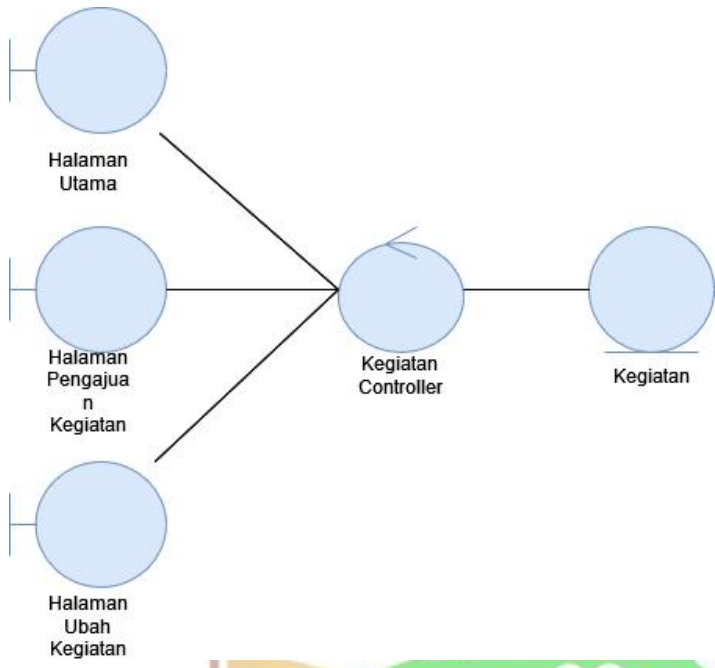 Halaman
Utama
Halaman
Pengajua
n
Kegiatan
Kegiatan
Controller
Kegiatan
Halaman
Ubah
Kegiatan